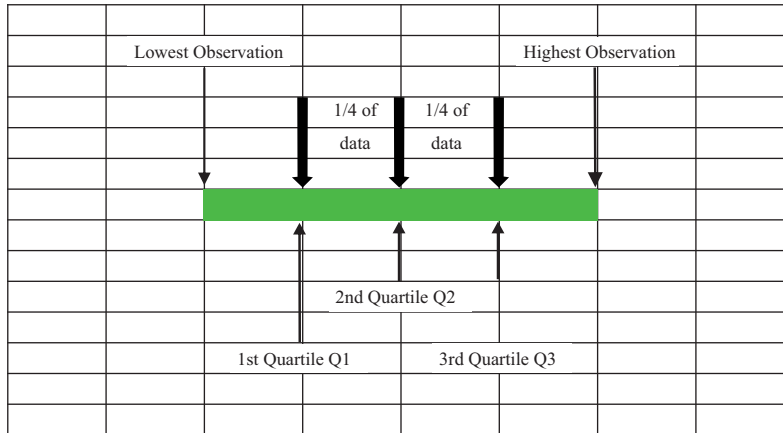 Lowest Observation
Highest Observation
1/4 of
data
1/4 of
data
2nd Quartile Q2
1st Quartile Q1
3rd Quartile Q3